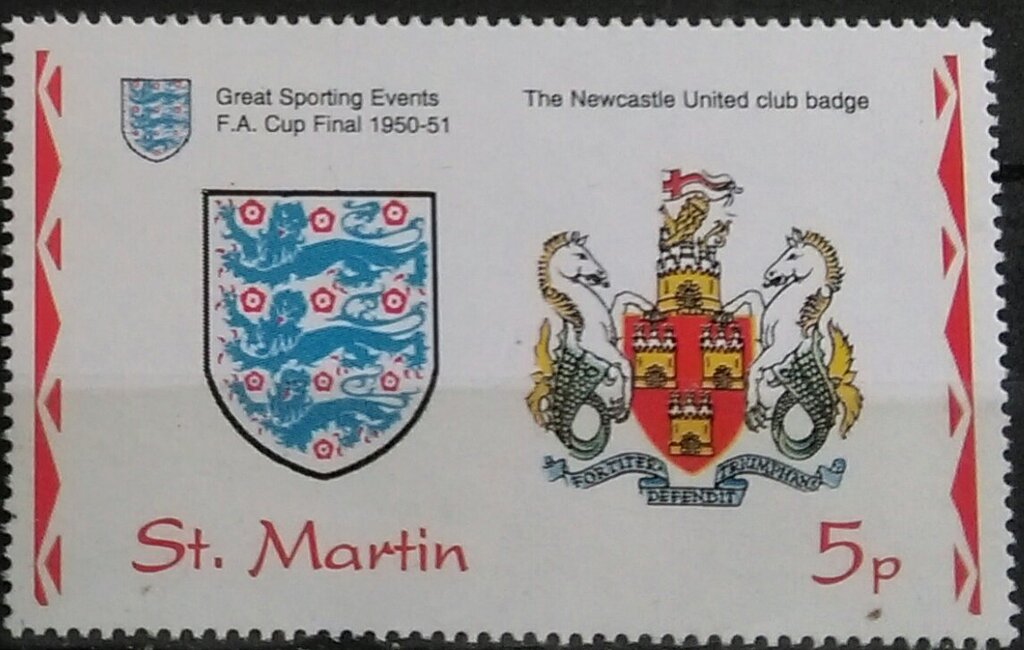 Great Sporting Events
F.A. Cup Final 1950-51
The Newcastle United club badge
FORTITER
DEFENDIT
TRIUMPHANS
St. Martin
5p